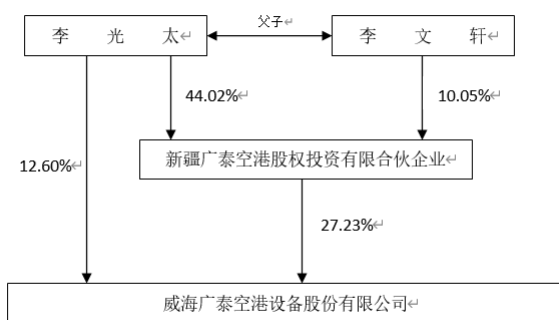 父子
李 光 太
李 文 轩
44.02%
10.05%
12.60%
新疆广泰空港股权投资有限合伙企业
27.23%
威海广泰空港设备股份有限公司